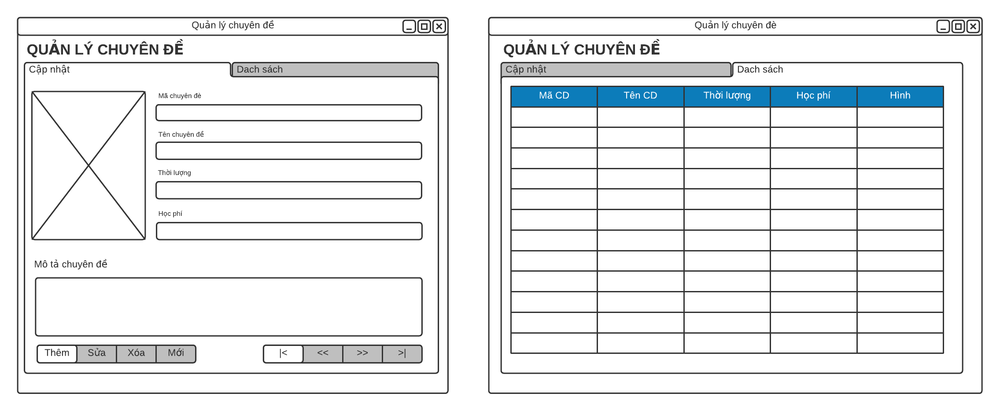 Quản lý chuyên đề
QUẢN LÝ CHUYÊN ĐỀ
Cập nhật
Dach sách
Mã chuyên đè
Tên chuyên đề
Thời lượng
Học phí
Mô tả chuyên đề
Thêm Sửa Xóa Mới
|< << >> >|
Quản lý chuyên đè
QUẢN LÝ CHUYÊN ĐỀ
Cập nhật
Dach sách
Mã CD Tên CD Thời lượng Học phí Hình